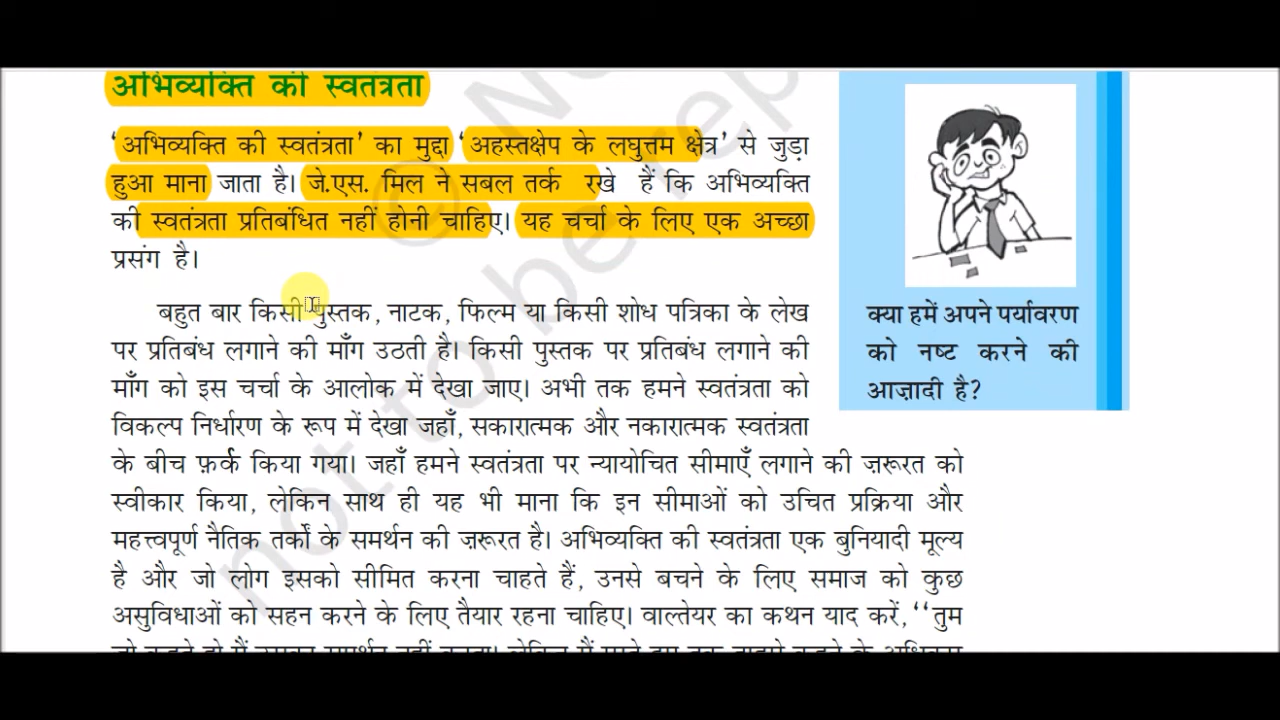 अभिव्यक्ति की स्वतंत्रता
'अभिव्यक्ति की स्वतंत्रता' का मुद्दा 'अहस्तक्षेप के लघुत्तम क्षेत्र' से जुड़ा
हुआ माना जाता है। जे.एस. मिल ने सबल तर्क रखे हैं कि अभिव्यक्ति
की स्वतंत्रता प्रतिबंधित नहीं होनी चाहिए। यह चर्चा के लिए एक अच्छा
प्रसंग है।
बहुत बार किसी पुस्तक, नाटक, फिल्म या किसी शोध पत्रिका के लेख
पर प्रतिबंध लगाने की माँग उठती है। किसी पुस्तक पर प्रतिबंध लगाने की
माँग को इस चर्चा के आलोक में देखा जाए। अभी तक हमने स्वतंत्रता को
विकल्प निर्धारण के रूप में देखा जहाँ, सकारात्मक और नकारात्मक स्वतंत्रता
के बीच फ़र्क किया गया। जहाँ हमने स्वतंत्रता पर न्यायोचित सीमाएँ लगाने की ज़रूरत को
स्वीकार किया, लेकिन साथ ही यह भी माना कि इन सीमाओं को उचित प्रक्रिया और
महत्त्वपूर्ण नैतिक तर्कों के समर्थन की ज़रूरत है। अभिव्यक्ति की स्वतंत्रता एक बुनियादी मूल्य
है और जो लोग इसको सीमित करना चाहते हैं, उनसे बचने के लिए समाज को कुछ
असुविधाओं को सहन करने के लिए तैयार रहना चाहिए। वाल्तेयर का कथन याद करें, ''तुम
क्या हमें अपने पर्यावरण
को नष्ट करने की
आज़ादी है?
not to be rep
© N